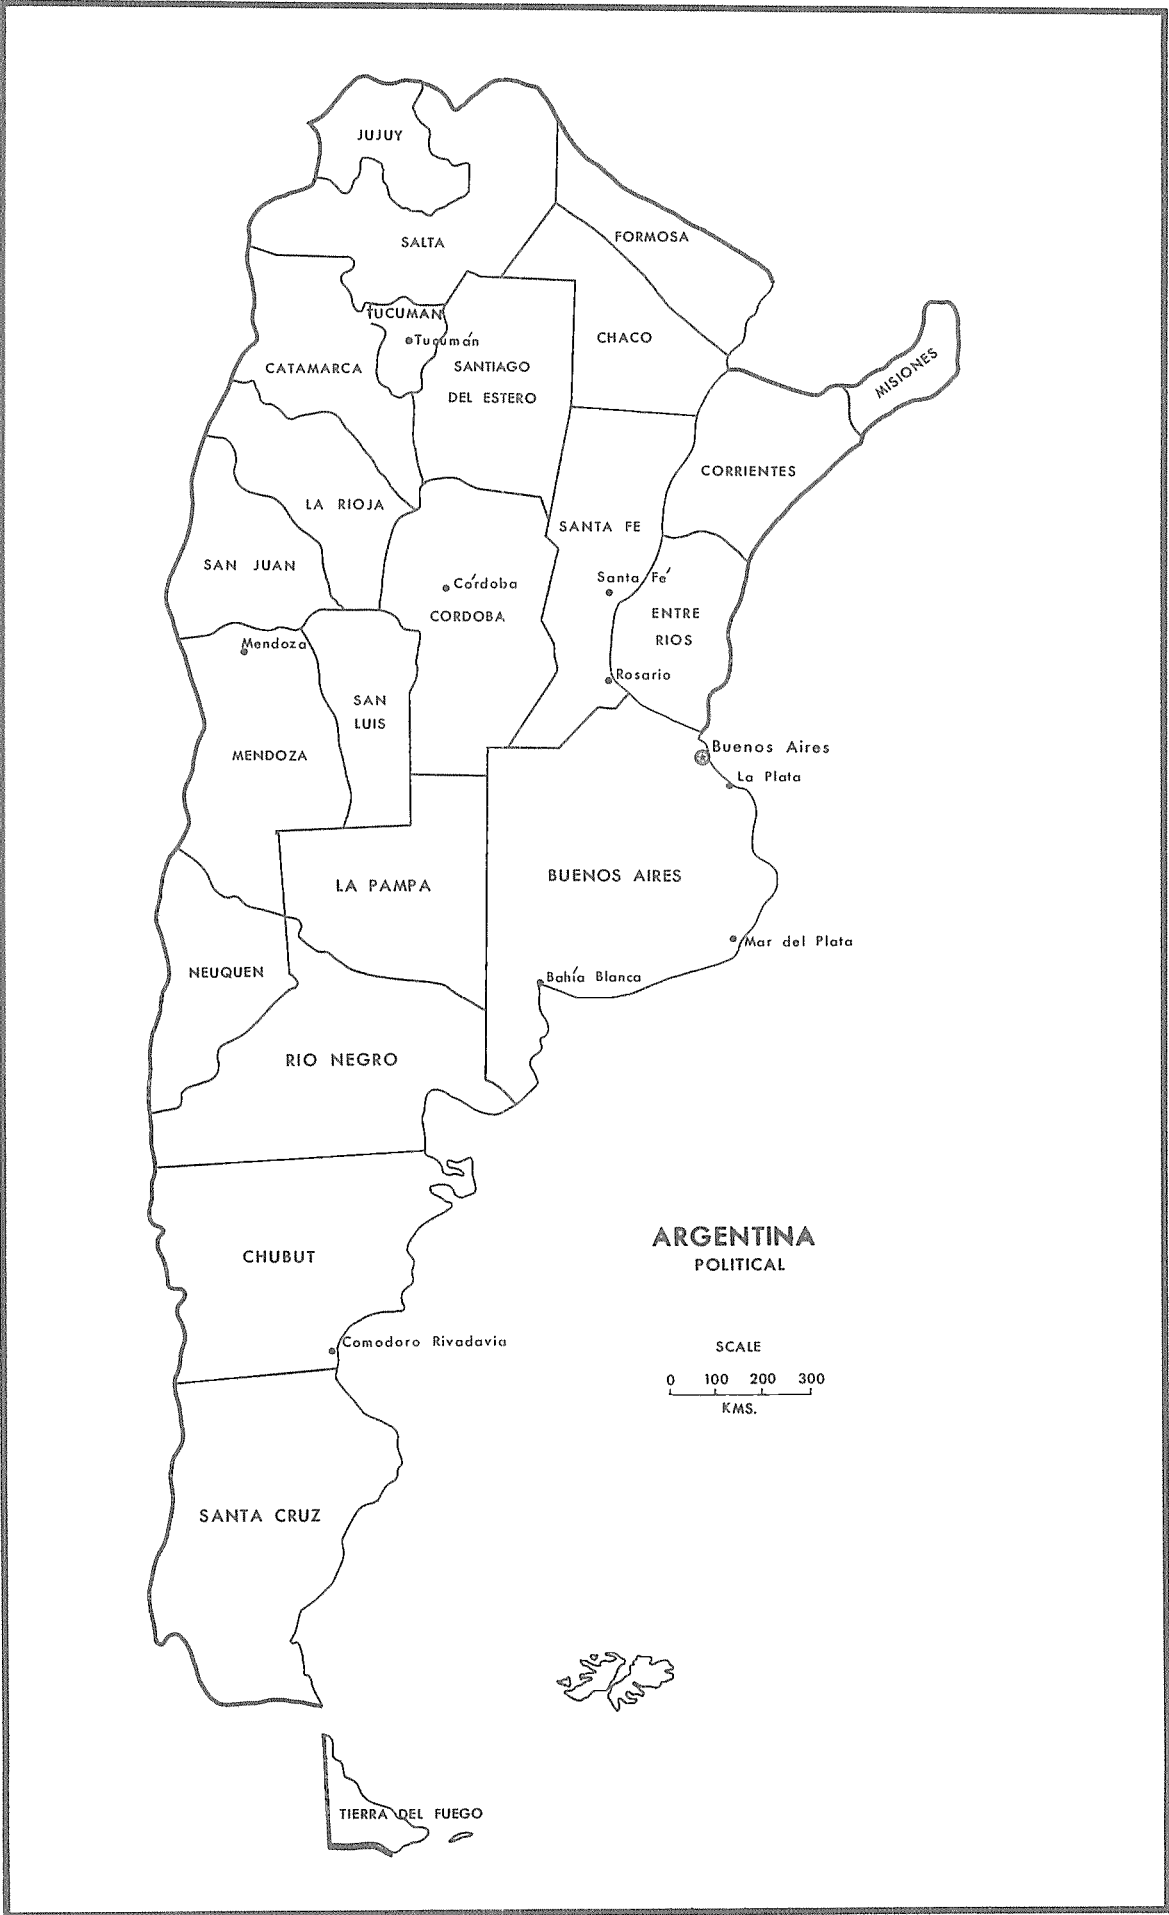 JUJUY
SALTA
FORMOSA
TUCUMAN
Tucumán
CATAMARCA
SANTIAGO
DEL ESTERO
CHACO
MISIONES
CORRIENTES
LA RIOJA
SANTA FE
SAN JUAN
Córdoba
CORDOBA
Santa Fé
ENTRE
RIOS
Mendoza
Rosario
SAN
LUIS
MENDOZA
Buenos Aires
La Plata
LA PAMPA
BUENOS AIRES
Mar del Plata
NEUQUEN
Bahía Blanca
RIO NEGRO
ARGENTINA
POLITICAL
CHUBUT
Comodoro Rivadavia
SCALE
0 100 200 300
KMS.
SANTA CRUZ
TIERRA DEL FUEGO